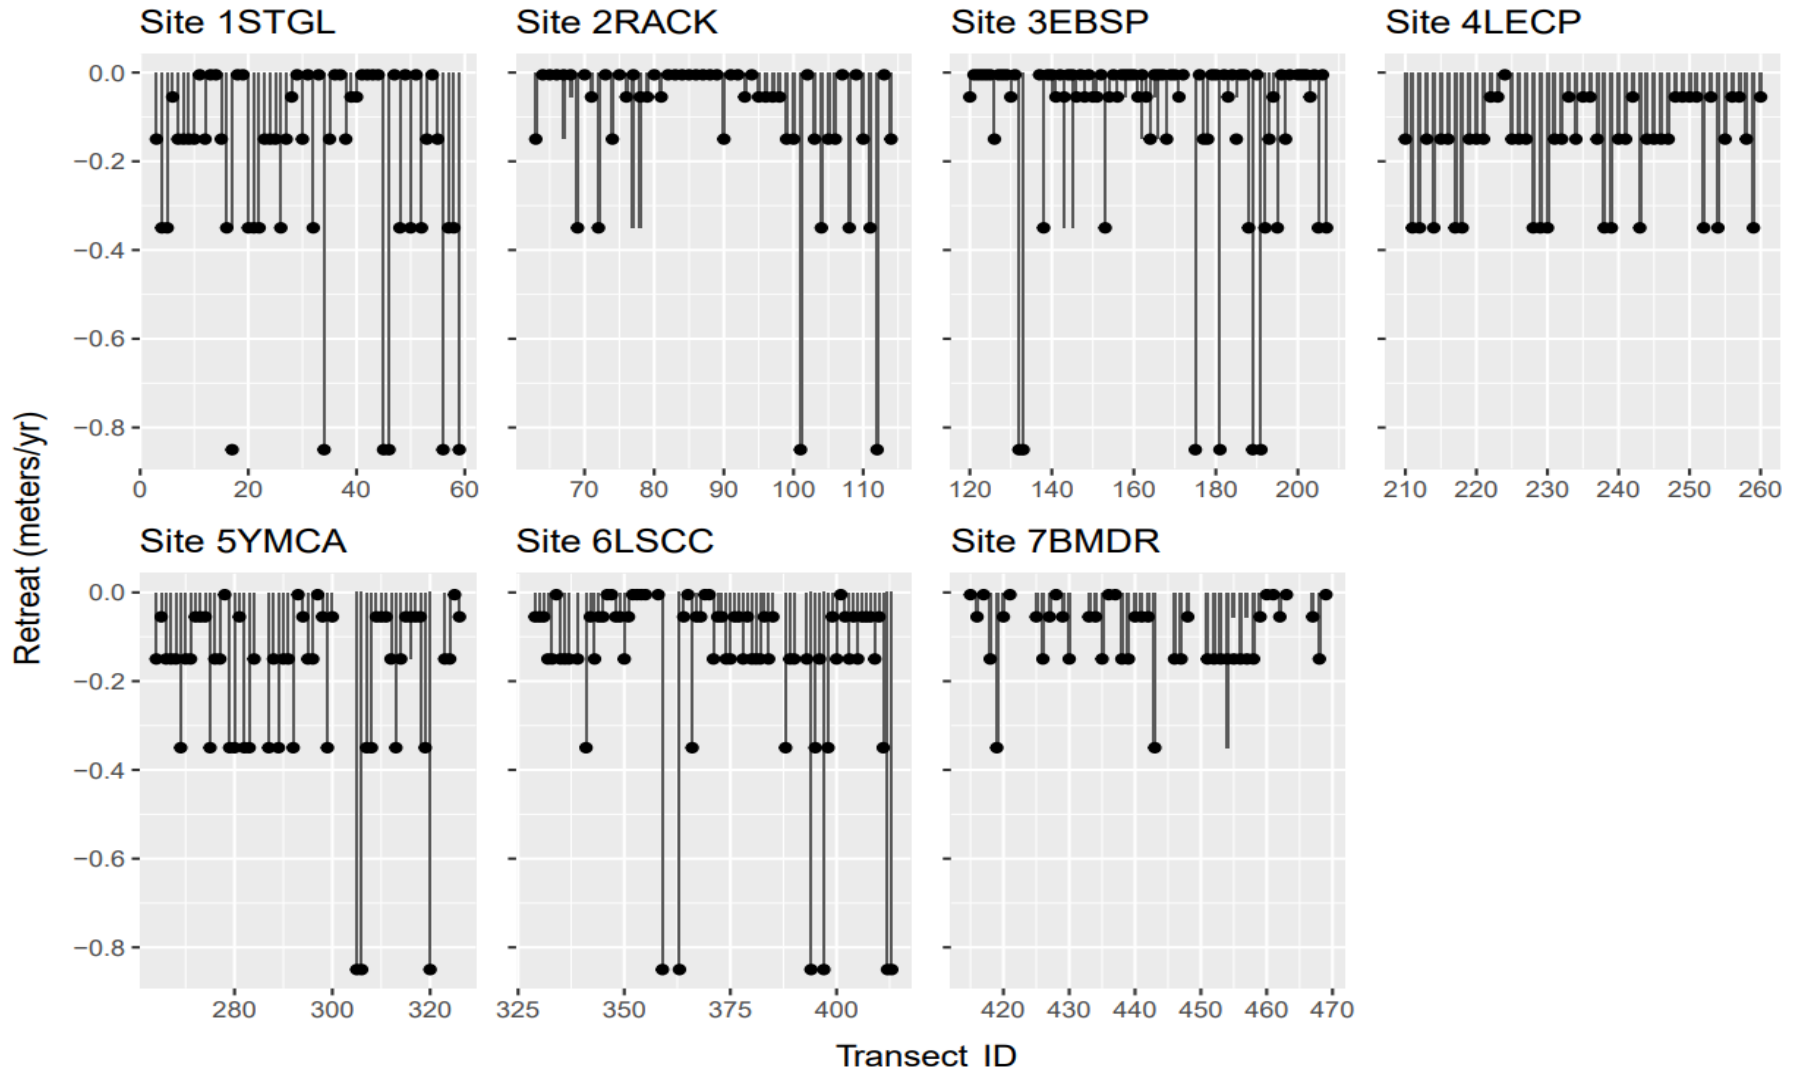 Site 1STGL Site 2RACK Site 3EBSP Site 4LECP
0.0
−0.2
−0.4
−0.6
−0.8
0 20 40 60 70 80 90 100 110 120 140 160 180 200 210 220 230 240 250 260
Retreat (meters/yr)
Site 5YMCA Site 6LSCC Site 7BMDR
0.0
−0.2
−0.4
−0.6
−0.8
280 300 320 325 350 375 400 420 430 440 450 460 470
Transect_ID